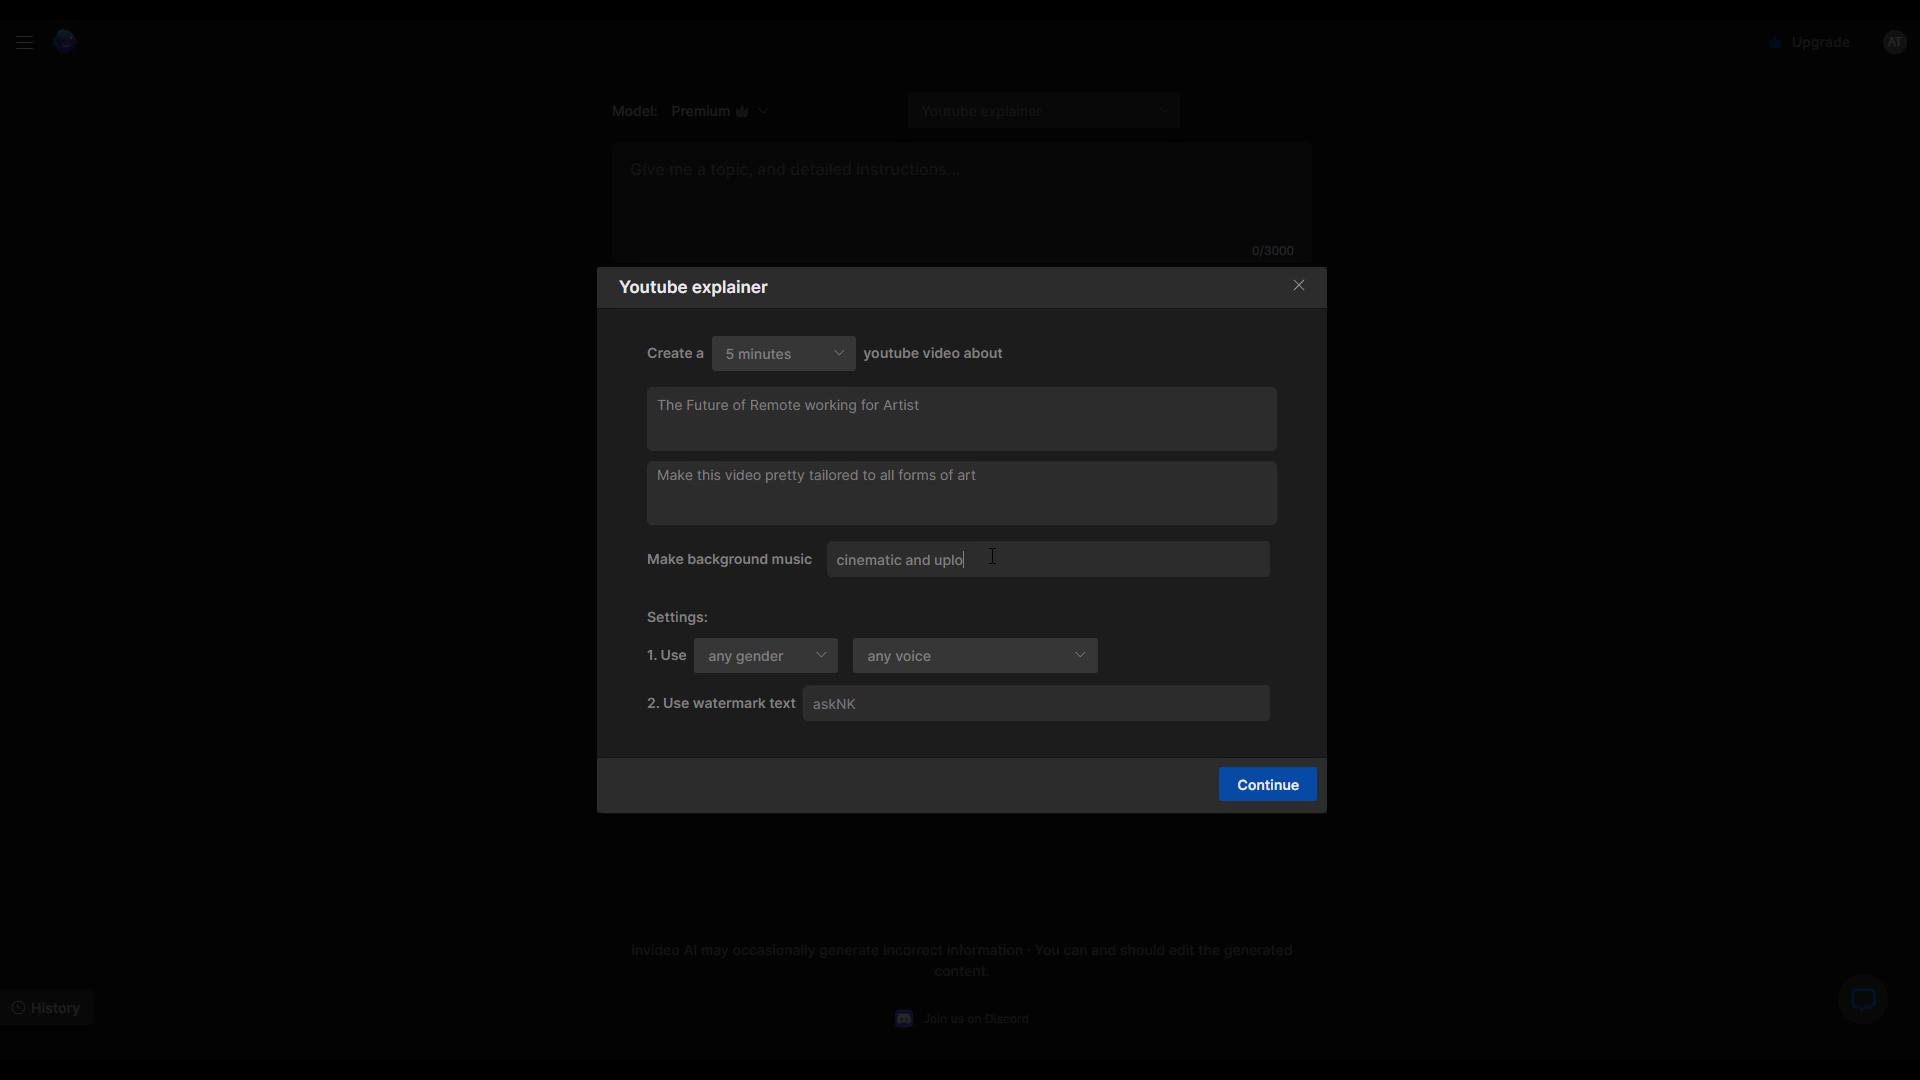 Upgrade
AT
Model: Premium
Youtube explainer
Give me a topic, and detailed instructions...
0/3000
Youtube explainer
Create a 5 minutes youtube video about
The Future of Remote working for Artist
Make this video pretty tailored to all forms of art
Make background music cinematic and uplo
Settings:
1. Use any gender any voice
2. Use watermark text askNK
Continue
invideo AI may occasionally generate incorrect information · You can and should edit the generated
content.
History
Join us on Discord